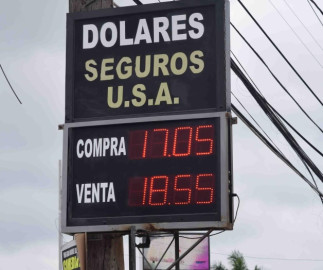 DOLARES
SEGUROS
U.S.A.
COMPRA 17.05
VENTA 18.55